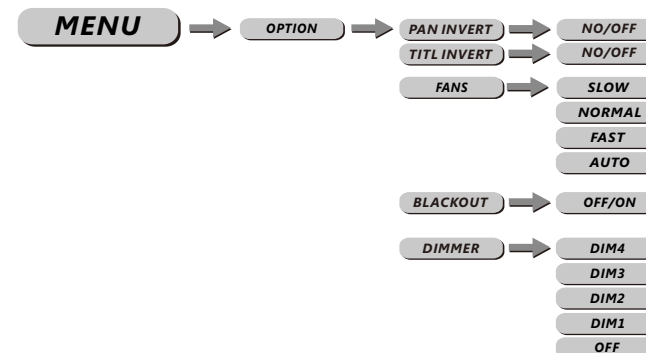 MENU OPTION PAN INVERT NO/OFF
TITL INVERT NO/OFF
FANS SLOW
NORMAL
FAST
AUTO
BLACKOUT OFF/ON
DIMMER DIM4
DIM3
DIM2
DIM1
OFF